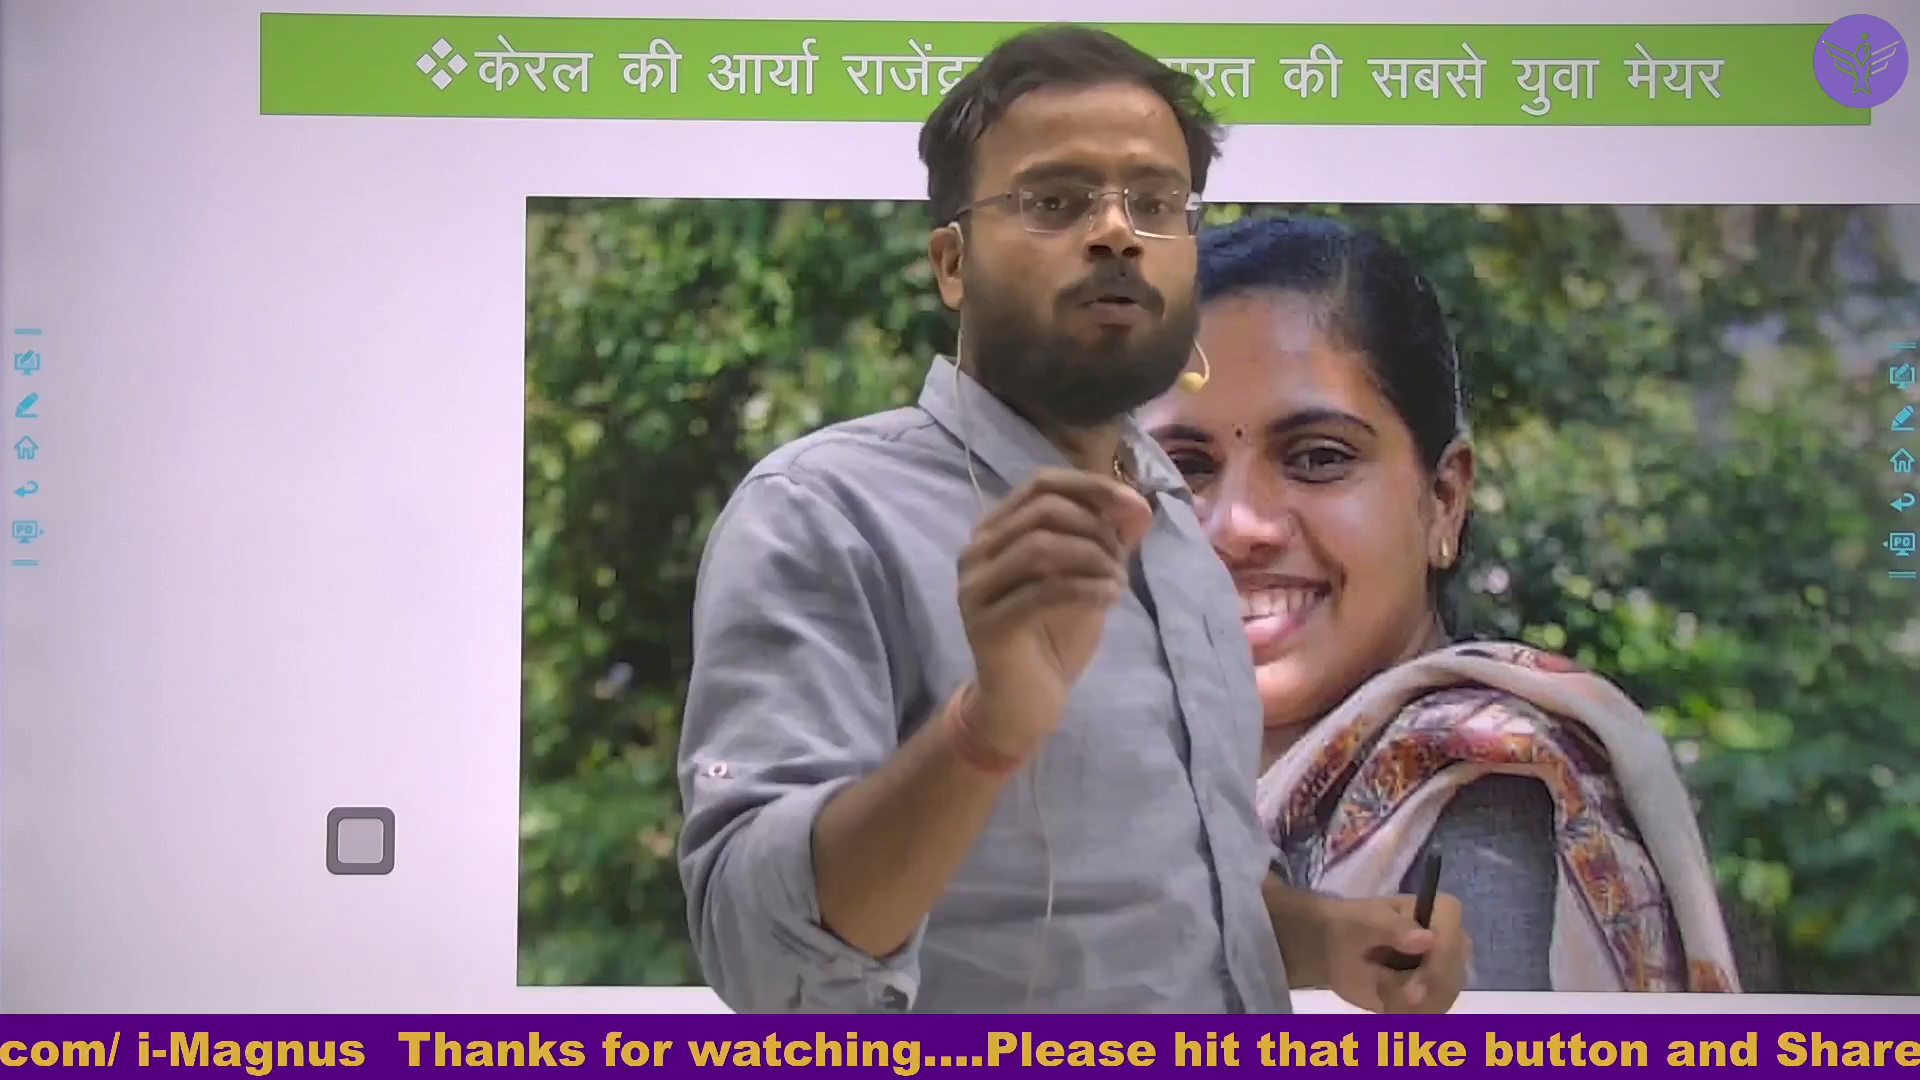 ❖केरल की आर्या की सबसे युवा मेयर
com/ i-Magnus Thanks for watching....Please hit that like button and Share